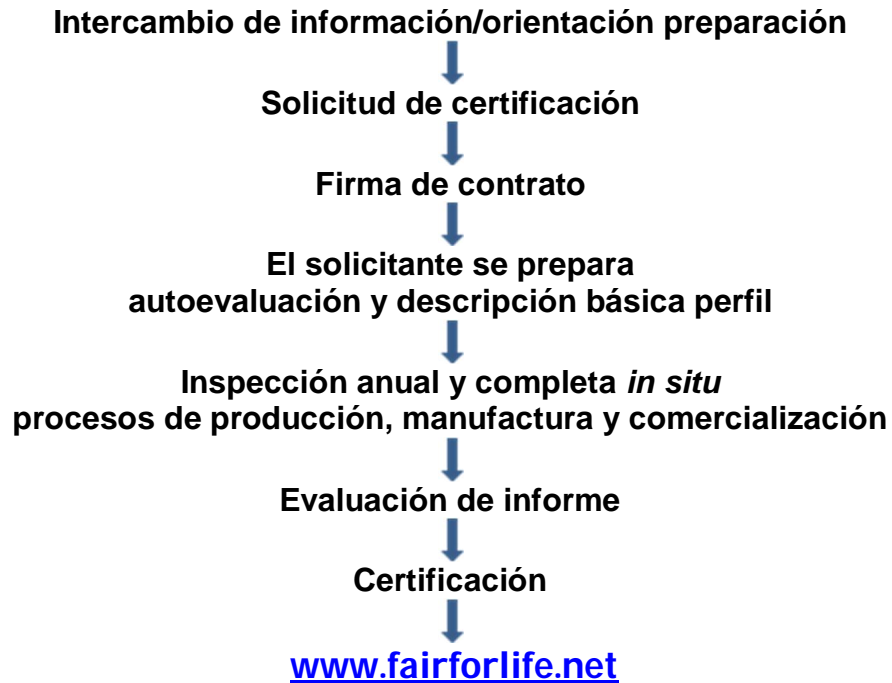 Intercambio de información/orientación preparación
Solicitud de certificación
Firma de contrato
El solicitante se prepara
autoevaluación y descripción básica perfil
Inspección anual y completa in situ
procesos de producción, manufactura y comercialización
Evaluación de informe
Certificación
www.fairforlife.net